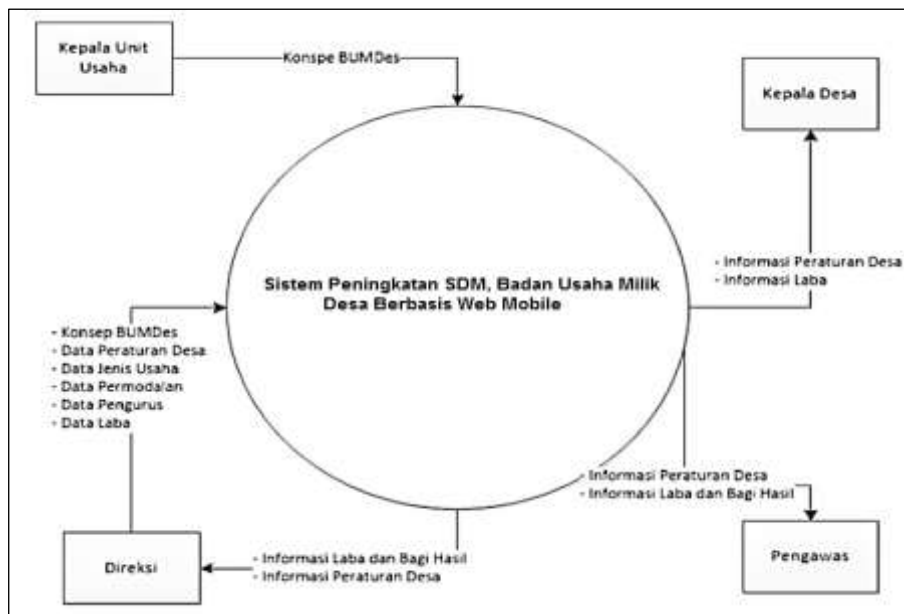 Kepala Unit
Usaha
Konspe BUMDes
Kepala Desa
- Informasi Peraturan Desa
- Informasi Laba
Sistem Peningkatan SDM, Badan Usaha Milik
Desa Berbasis Web Mobile
- Konsep BUMDes
- Data Peraturan Desa
- Data Jenis Usaha
- Data Permodalan
- Data Pengurus
- Data Laba
- Informasi Peraturan Desa
- Informasi Laba dan Bagi Hasil
Direksi
- Informasi Laba dan Bagi Hasil
- Informasi Peraturan Desa
Pengawas